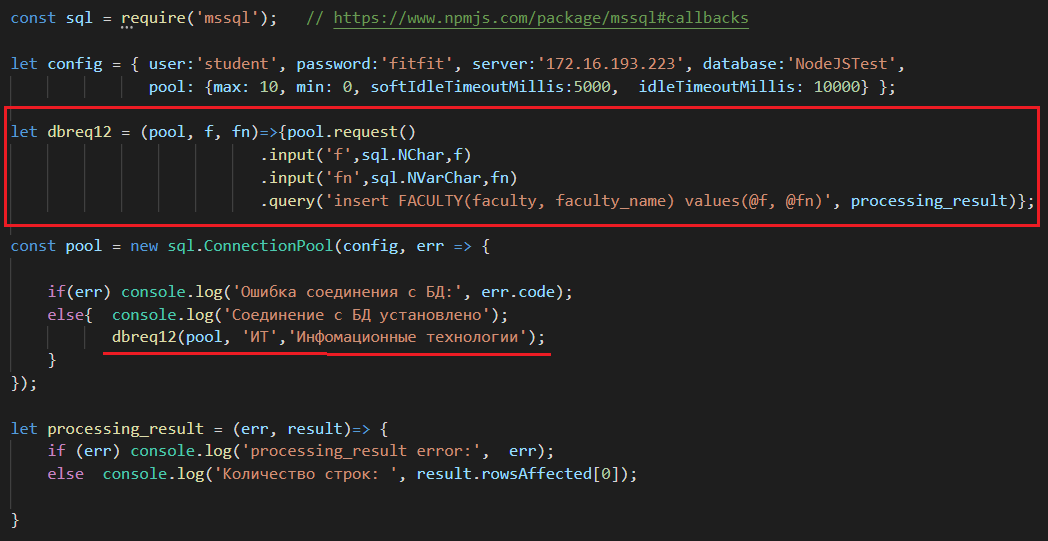 const sql = require('mssql');   // https://www.npmjs.com/package/mssql#callbacks
let config = { user:'student', password:'fitfit', server:'172.16.193.223', database:'NodeJSTest',
pool: {max: 10, min: 0, softIdleTimeoutMillis:5000,  idleTimeoutMillis: 10000} };
let dbreq12 = (pool, f, fn)=>{pool.request()
.input('f',sql.NChar,f)
.input('fn',sql.NVarChar,fn)
.query('insert FACULTY(faculty, faculty_name) values(@f, @fn)', processing_result)};
const pool = new sql.ConnectionPool(config, err => {
if(err) console.log('Ошибка соединения с БД:', err.code);
else{  console.log('Соединение с БД установлено');
dbreq12(pool, 'ИТ','Инфомационные технологии');
}
});
let processing_result = (err, result)=> {
if (err) console.log('processing_result error:',  err);
else  console.log('Количество строк: ', result.rowsAffected[0]);
}